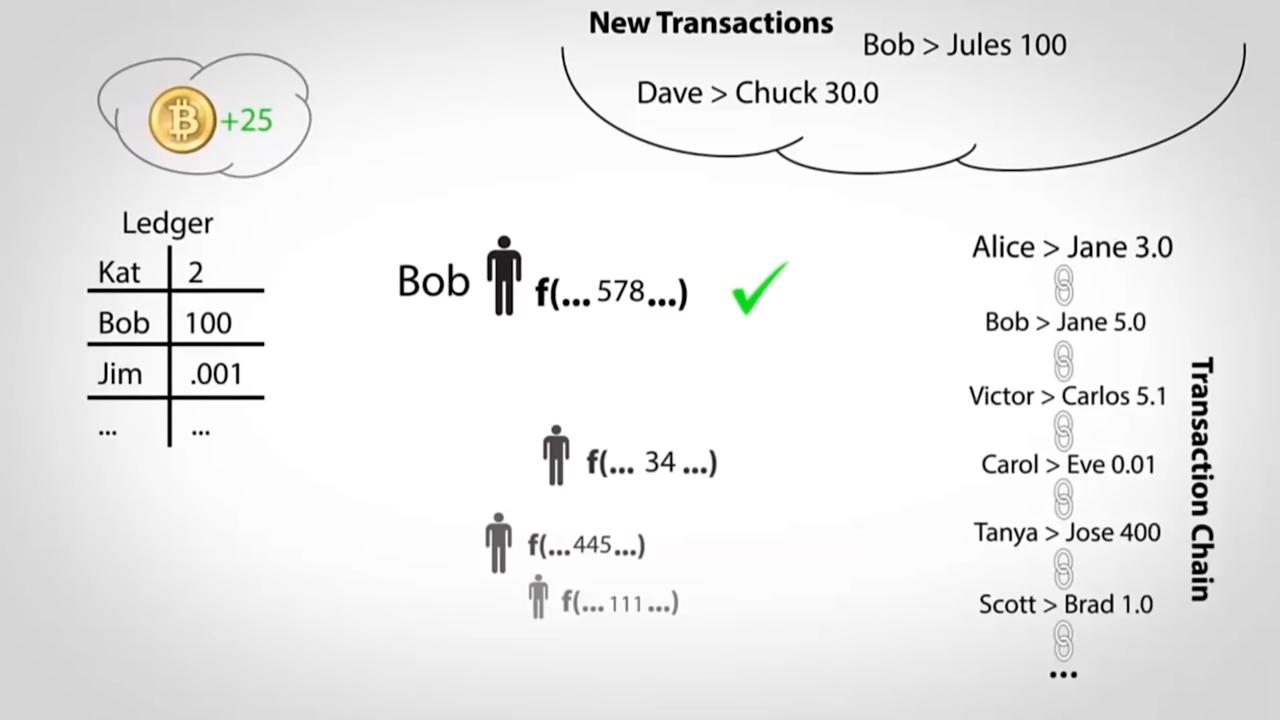 New Transactions
Bob > Jules 100
Dave > Chuck 30.0
+25
Ledger
Kat 2
Bob 100
Jim .001
... ...
Bob f(... 578...)
f(... 34 ...)
f(...445...)
f(... 111 ...)
Alice > Jane 3.0
Bob > Jane 5.0
Victor > Carlos 5.1
Carol > Eve 0.01
Tanya > Jose 400
Scott > Brad 1.0
...
Transaction Chain